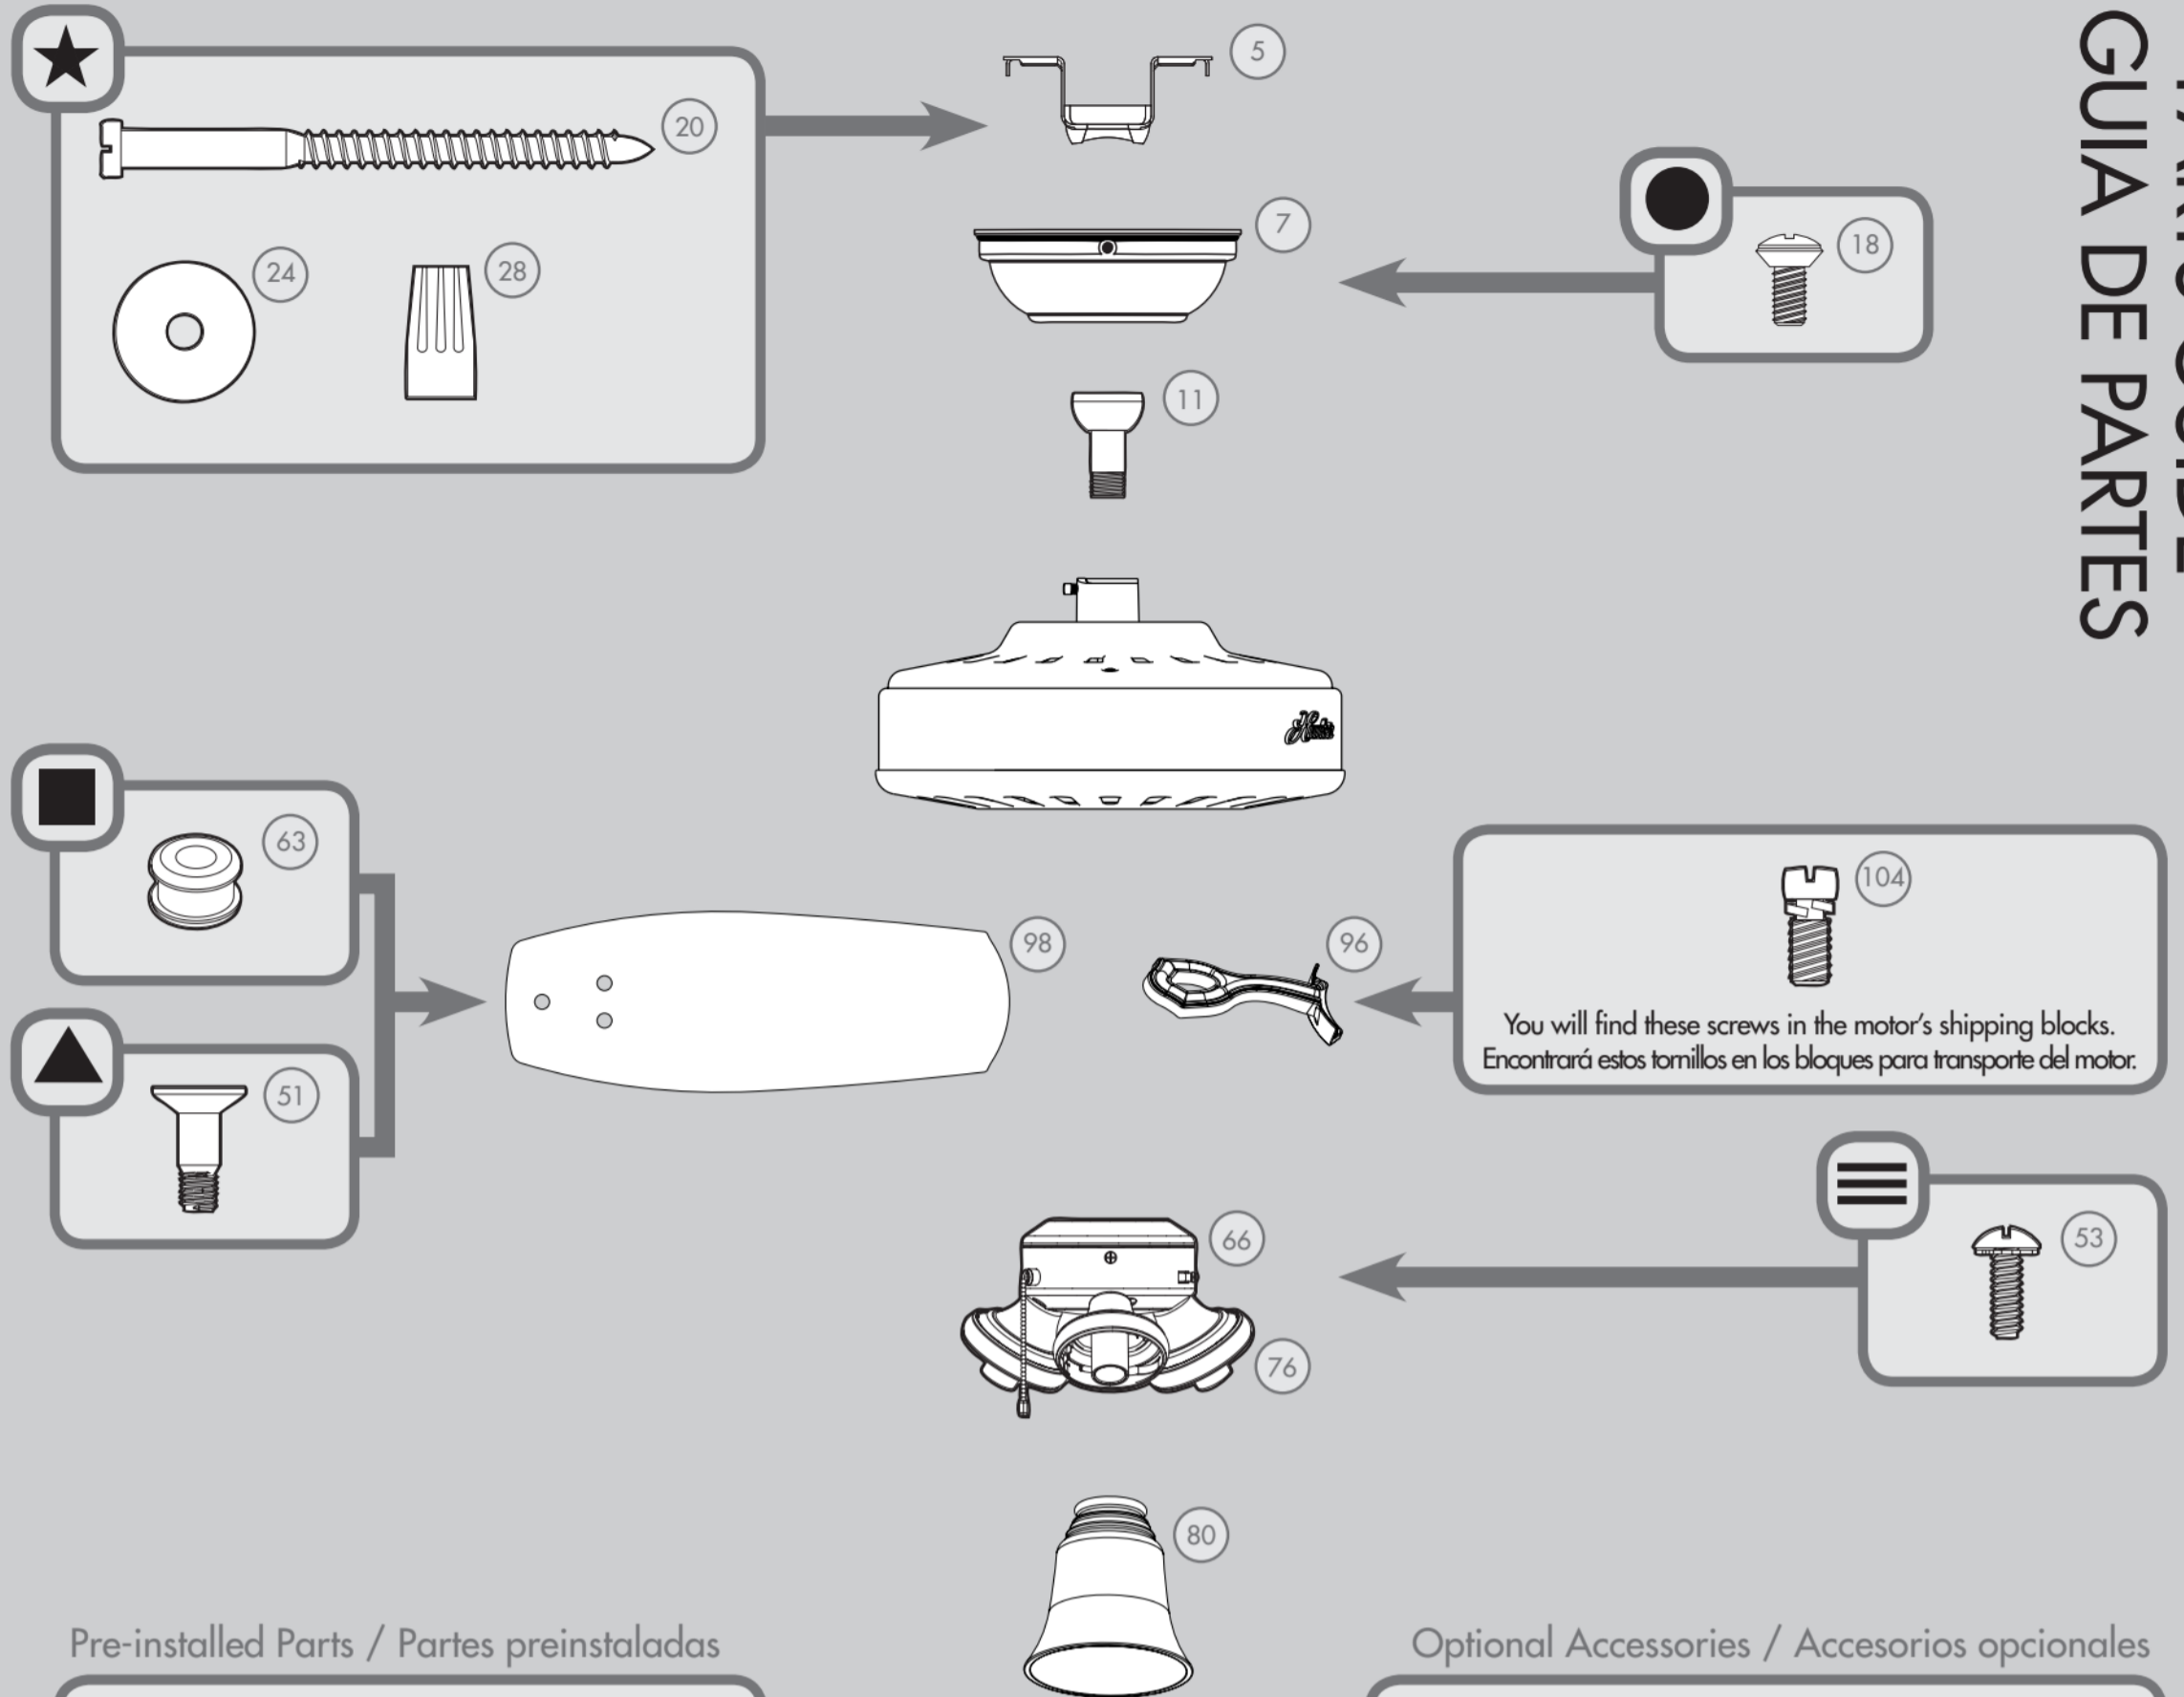 GUIA DE PARTES
5
20
7
18
24
28
11
Hunter
63
104
98
96
You will find these screws in the motor's shipping blocks.
Encontrará estos tornillos en los bloques para transporte del motor.
51
66
53
76
80
Pre-installed Parts / Partes preinstaladas
Optional Accessories / Accesorios opcionales